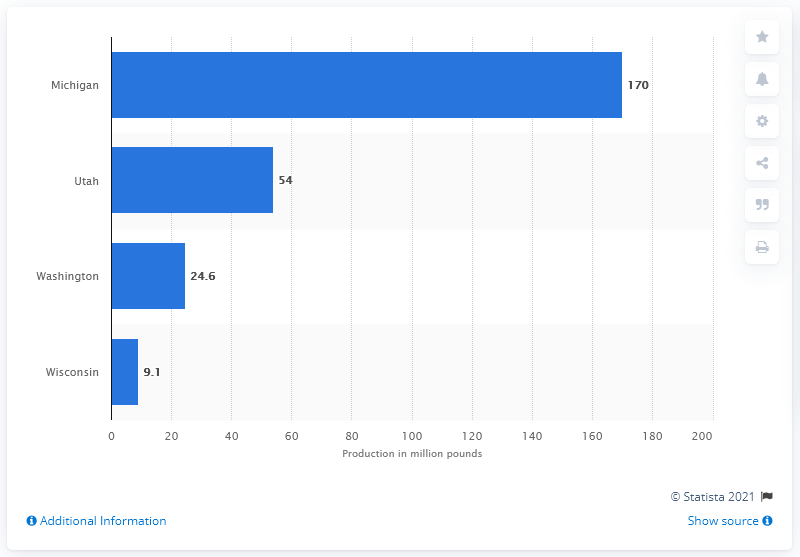 Michigan 170
Utah 54
Washington 24.6
Wisconsin 9.1
0 20 40 60 80 100 120 140 160 180 200
Production in million pounds
© Statista 2021
Additional Information Show source